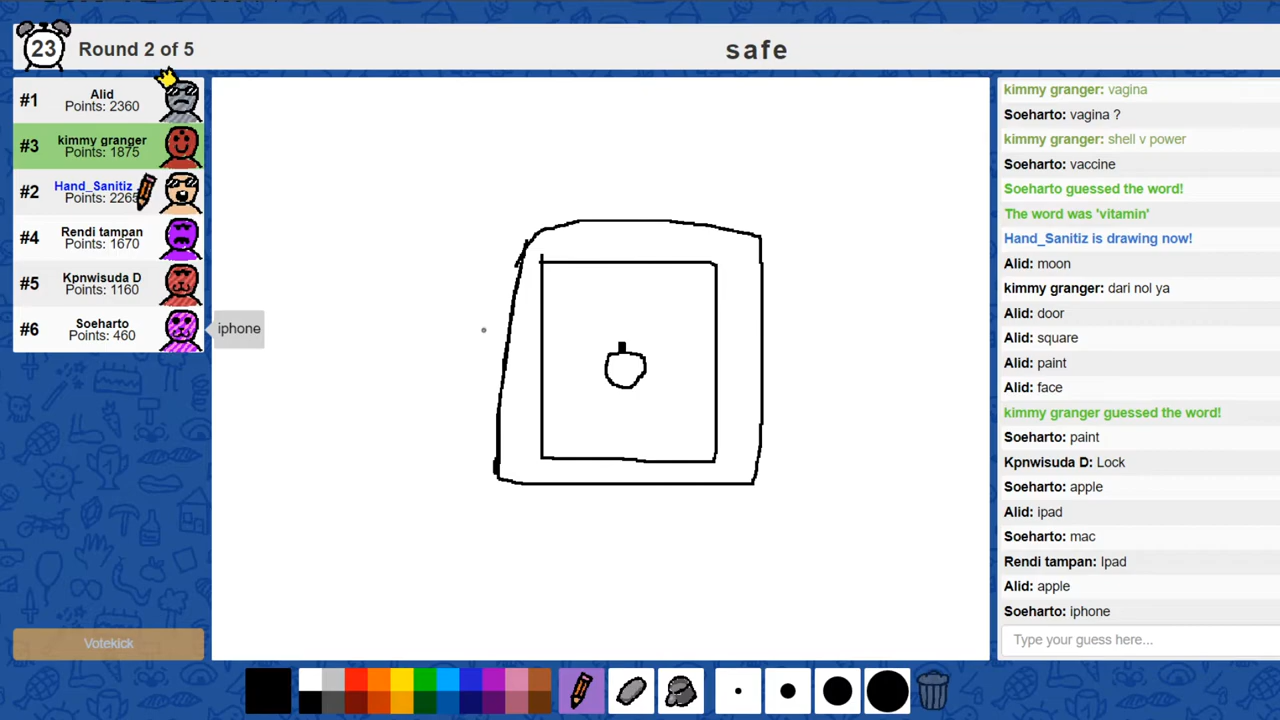 23
Round 2 of 5
safe
#1
Alid
Points: 2360
#3
kimmy granger
Points: 1875
#2
Hand_Sanitiz
Points: 2265
#4
Rendi tampan
Points: 1670
#5
Kpnwisuda D
Points: 1160
#6
Soeharto
Points: 460
iphone
Votekick
kimmy granger: vagina
Soeharto: vagina ?
kimmy granger: shell v power
Soeharto: vaccine
Soeharto guessed the word!
The word was 'vitamin'
Hand_Sanitiz is drawing now!
Alid: moon
kimmy granger: dari nol ya
Alid: door
Alid: square
Alid: paint
Alid: face
kimmy granger guessed the word!
Soeharto: paint
Kpnwisuda D: Lock
Soeharto: apple
Alid: ipad
Soeharto: mac
Rendi tampan: Ipad
Alid: apple
Soeharto: iphone
Type your guess here...